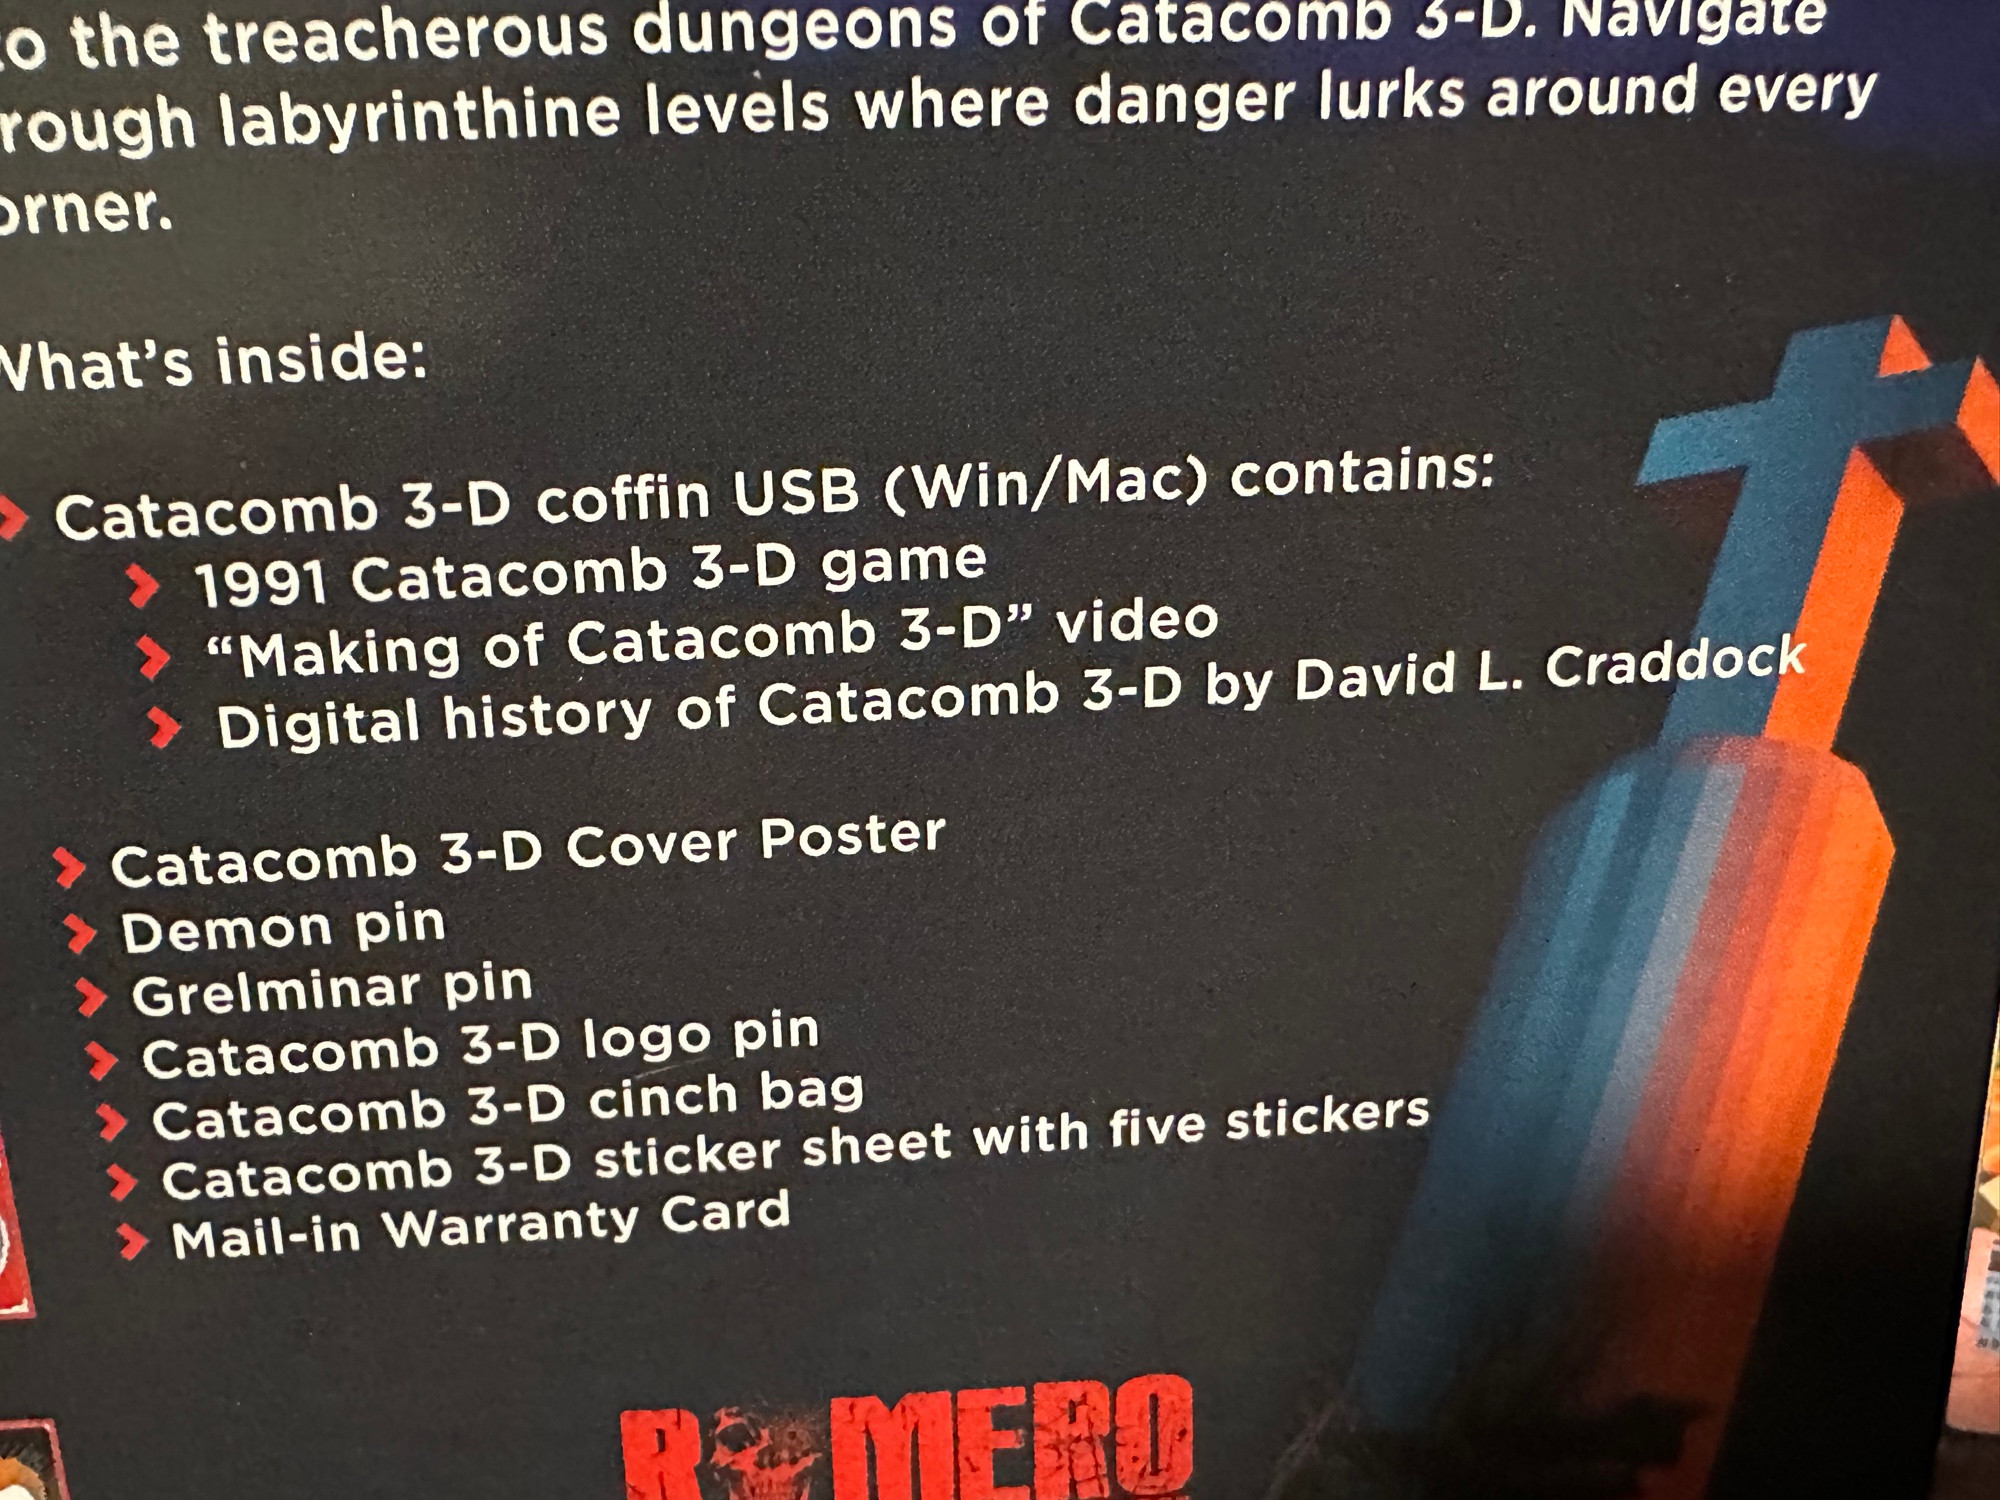 to the treacherous dungeons of Catacomb 3-D. Navigate
rough labyrinthine levels where danger lurks around every
orner.
What's inside:
Catacomb 3-D coffin USB (Win/Mac) contains:
1991 Catacomb 3-D game
“Making of Catacomb 3-D” video
Digital history of Catacomb 3-D by David L. Craddock
Catacomb 3-D Cover Poster
Demon pin
Grelminar pin
Catacomb 3-D logo pin
Catacomb 3-D cinch bag
Catacomb 3-D sticker sheet with five stickers
Mail-in Warranty Card
ROMERO